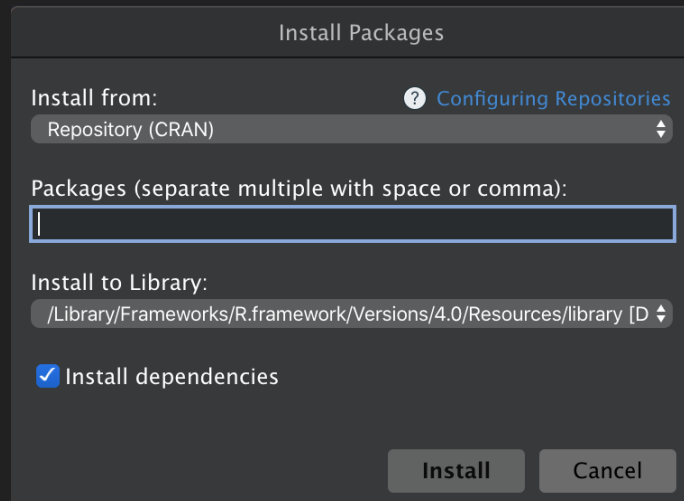 Install Packages
Install from:
? Configuring Repositories
Repository (CRAN)
Packages (separate multiple with space or comma):
Install to Library:
/Library/Frameworks/R.framework/Versions/4.0/Resources/library [D
Install dependencies
Install
Cancel